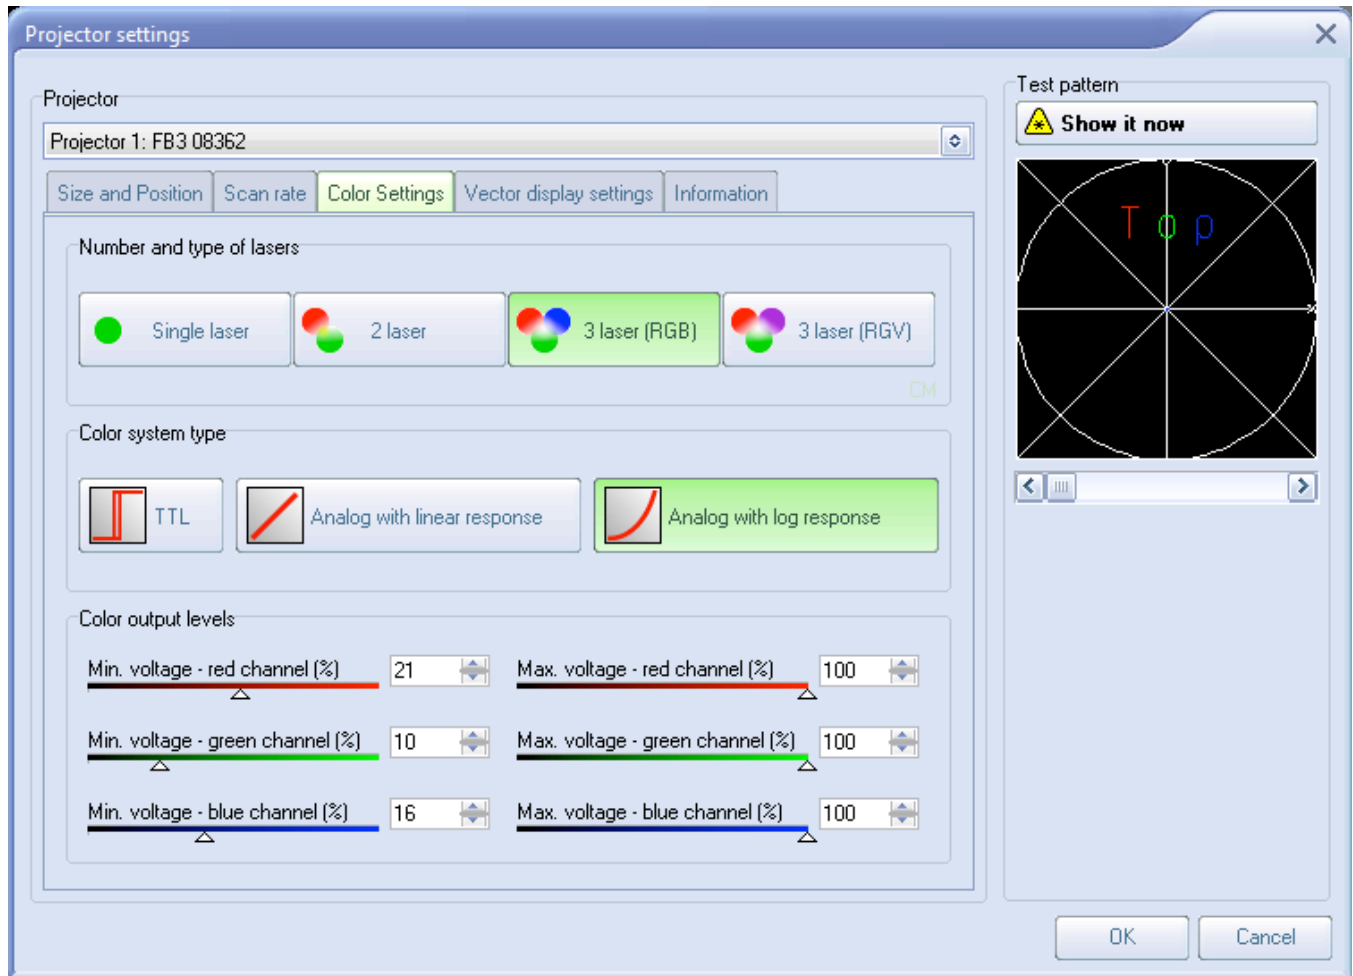 Projector settings
Projector
Projector 1: FB3 08362
Size and Position
Scan rate
Color Settings
Vector display settings
Information
Number and type of lasers
Single laser
2 laser
3 laser (RGB)
3 laser (RGV)
CM
Color system type
TTL
Analog with linear response
Analog with log response
Color output levels
Min. voltage - red channel (%)
21
Max. voltage - red channel (%)
100
Min. voltage - green channel (%)
10
Max. voltage - green channel (%)
100
Min. voltage - blue channel (%)
16
Max. voltage - blue channel (%)
100
Test pattern
Show it now
Top
OK
Cancel